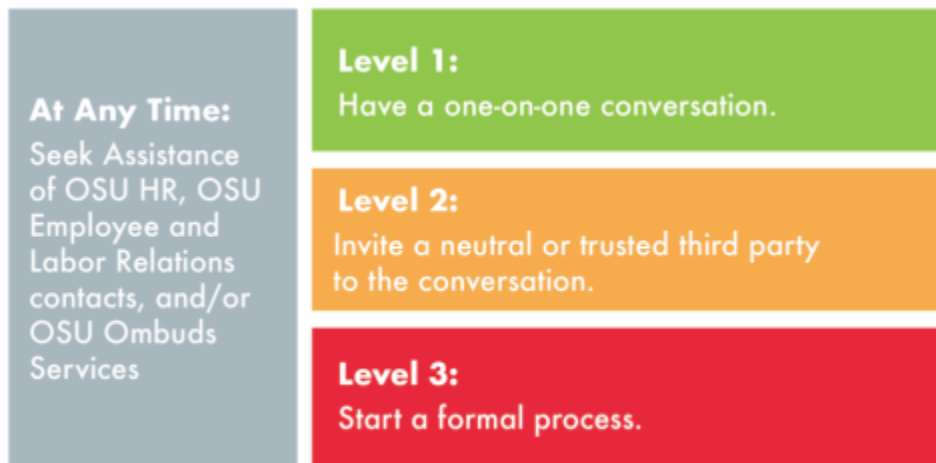 At Any Time:
Seek Assistance
of OSU HR, OSU
Employee and
Labor Relations
contacts, and/or
OSU Ombuds
Services
Level 1:
Have a one-on-one conversation.
Level 2:
Invite a neutral or trusted third party
to the conversation.
Level 3:
Start a formal process.